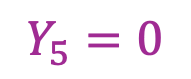 Y₅ = 0